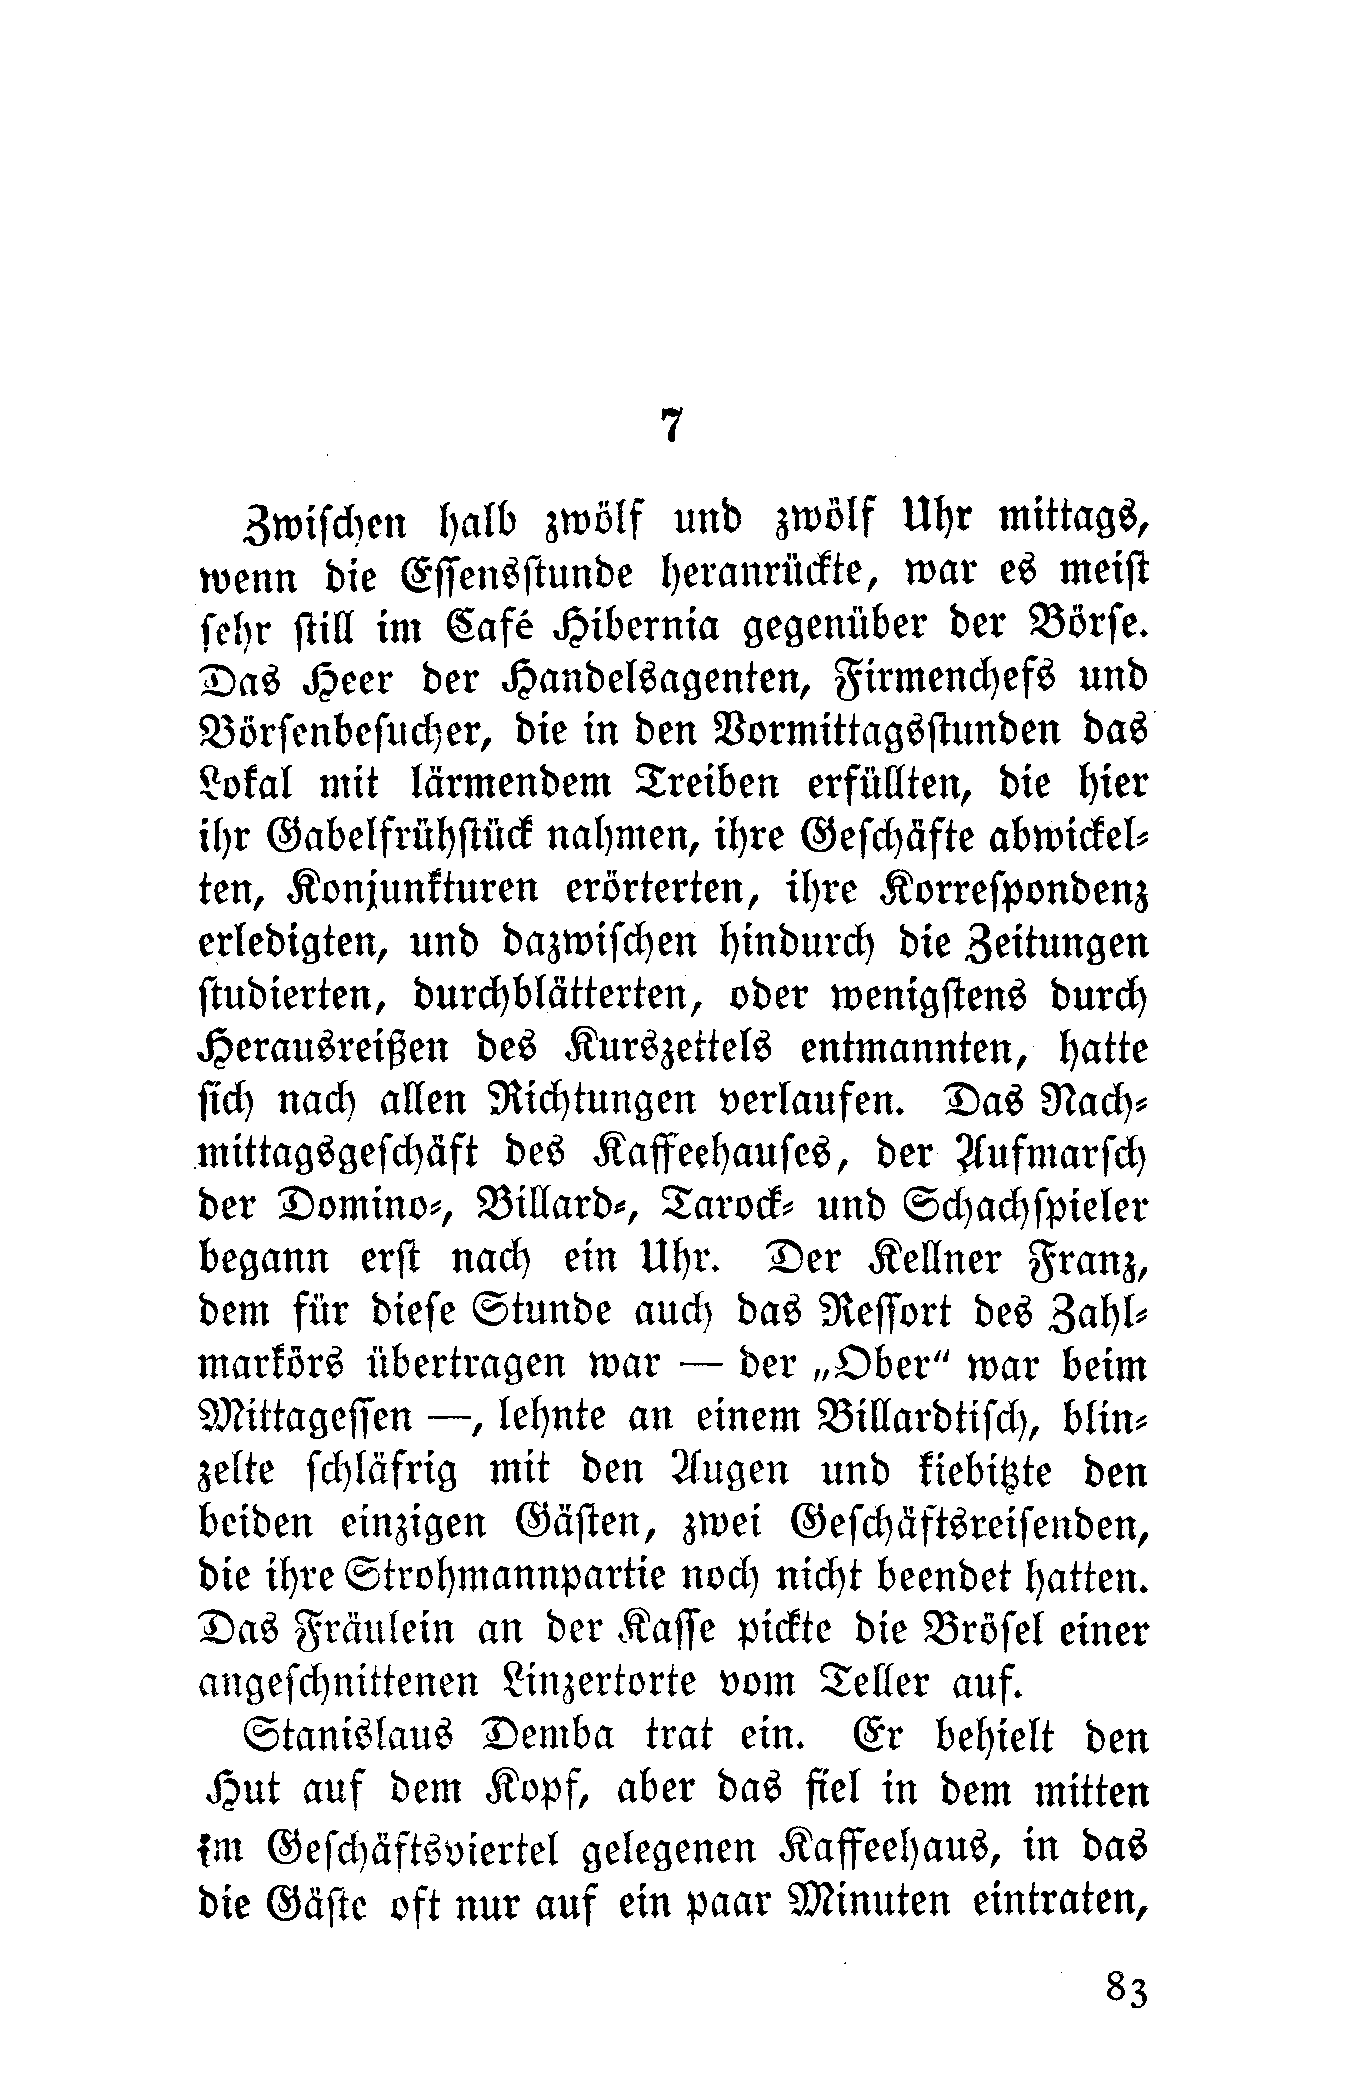 7
Zwischen halb zwölf und zwölf Uhr mittags,
wenn die Essensstunde heranrückte, war es meist
sehr still im Café Hibernia gegenüber der Börse.
Das Heer der Handelsagenten, Firmenchefs und
Börsenbesucher, die in den Vormittagsstunden das
Lokal mit lärmendem Treiben erfüllten, die hier
ihr Gabelfrühstück nahmen, ihre Geschäfte abwickel-
ten, Konjunkturen erörterten, ihre Korrespondenz
erledigten, und dazwischen hindurch die Zeitungen
studierten, durchblätterten, oder wenigstens durch
Herausreißen des Kurszettels entmannten, hatte
sich nach allen Richtungen verlaufen. Das Nach-
mittagsgeschäft des Kaffeehauses, der Aufmarsch
der Domino-, Billard-, Tarock- und Schachspieler
begann erst nach ein Uhr. Der Kellner Franz,
dem für diese Stunde auch das Ressort des Zahl-
markörs übertragen war — der „Ober“ war beim
Mittagessen —, lehnte an einem Billardtisch, blin-
zelte schläfrig mit den Augen und kiebitzte den
beiden einzigen Gästen, zwei Geschäftsreisenden,
die ihre Strohmannpartie noch nicht beendet hatten.
Das Fräulein an der Kasse pickte die Brösel einer
angeschnittenen Linzertorte vom Teller auf.
Stanislaus Demba trat ein. Er behielt den
Hut auf dem Kopf, aber das fiel in dem mitten
im Geschäftsviertel gelegenen Kaffeehaus, in das
die Gäste oft nur auf ein paar Minuten eintraten,
83